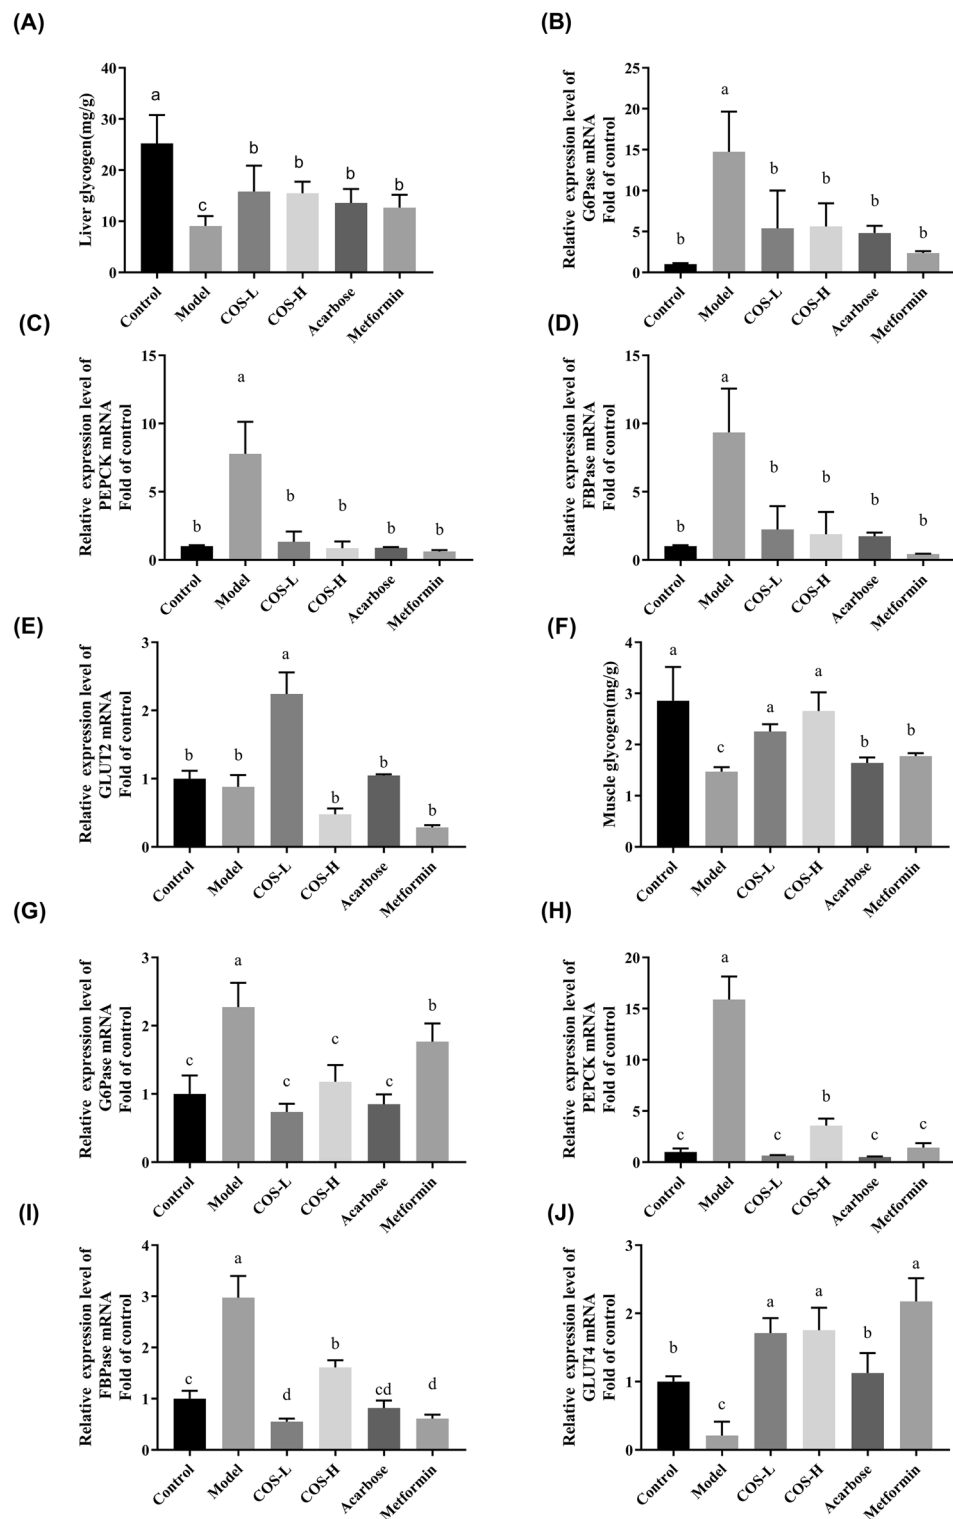 (A)
Liver glycogen(mg/g)
40
30
20
10
0
a
c
b
b
b
b
Control
Model
COS-L
COS-H
Acarbose
Metformin
(B)
Relative expression level of
G6Pase mRNA
Fold of control
25
20
15
10
5
0
b
a
b
b
b
b
Control
Model
COS-L
COS-H
Acarbose
Metformin
(C)
Relative expression level of
PEPCK mRNA
Fold of control
15
10
5
0
b
a
b
b
b
b
Control
Model
COS-L
COS-H
Acarbose
Metformin
(D)
Relative expression level of
FBPase mRNA
Fold of control
15
10
5
0
b
a
b
b
b
b
Control
Model
COS-L
COS-H
Acarbose
Metformin
(E)
Relative expression level of
GLUT2 mRNA
Fold of control
3
2
1
0
b
b
a
b
b
b
Control
Model
COS-L
COS-H
Acarbose
Metformin
(F)
Muscle glycogen(mg/g)
4
3
2
1
0
a
c
a
a
b
b
Control
Model
COS-L
COS-H
Acarbose
Metformin
(G)
Relative expression level of
G6Pase mRNA
Fold of control
3
2
1
0
c
a
c
c
c
b
Control
Model
COS-L
COS-H
Acarbose
Metformin
(H)
Relative expression level of
PEPCK mRNA
Fold of control
20
15
10
5
0
c
a
c
b
c
c
Control
Model
COS-L
COS-H
Acarbose
Metformin
(I)
Relative expression level of
FBPase mRNA
Fold of control
4
3
2
1
0
c
a
d
b
cd
d
Control
Model
COS-L
COS-H
Acarbose
Metformin
(J)
Relative expression level of
GLUT4 mRNA
Fold of control
3
2
1
0
b
c
a
a
b
a
Control
Model
COS-L
COS-H
Acarbose
Metformin